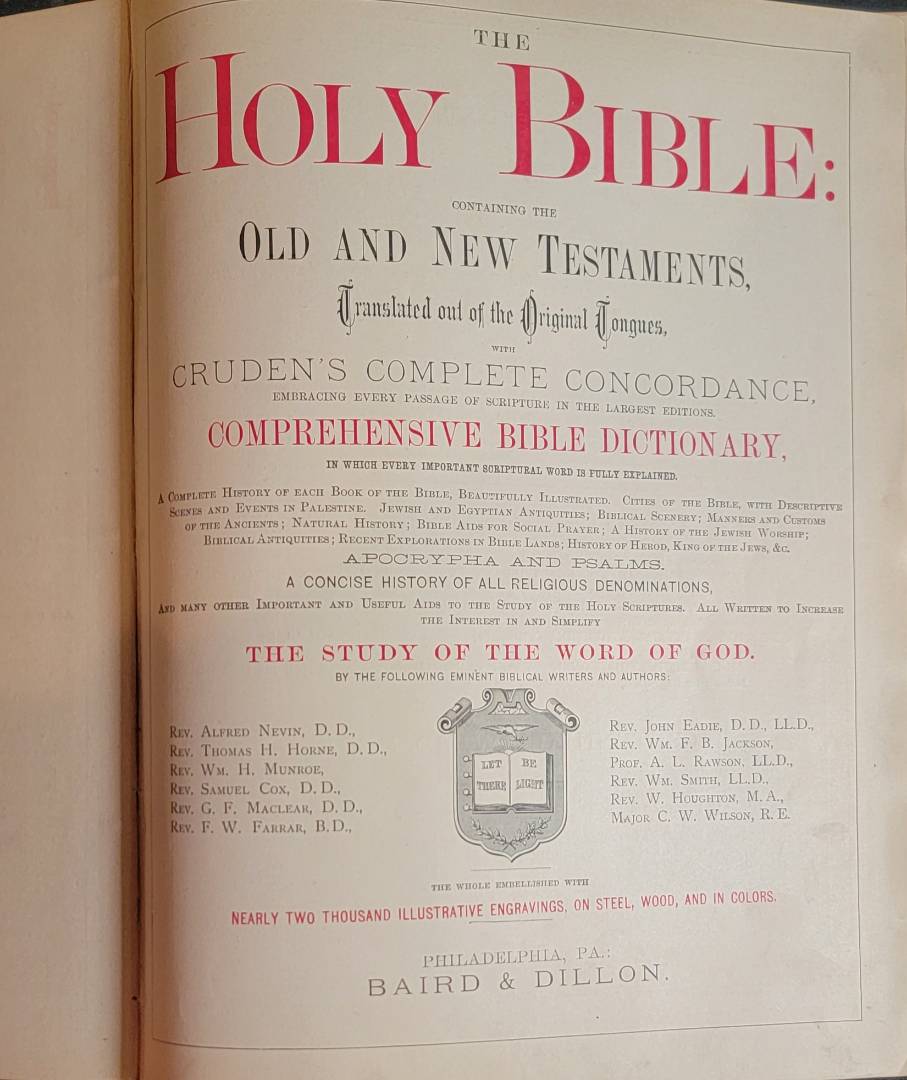 THE
HOLY BIBLE:
CONTAINING THE
OLD AND NEW TESTAMENTS,
Translated out of the Original Tongues,
WITH
CRUDEN'S COMPLETE CONCORDANCE,
EMBRACING EVERY PASSAGE OF SCRIPTURE IN THE LARGEST EDITIONS.
COMPREHENSIVE BIBLE DICTIONARY,
IN WHICH EVERY IMPORTANT SCRIPTURAL WORD IS FULLY EXPLAINED.
A COMPLETE HISTORY OF EACH BOOK OF THE BIBLE, BEAUTIFULLY ILLUSTRATED. CITIES OF THE BIBLE, WITH DESCRIPTIVE
SCENES AND EVENTS IN PALESTINE. JEWISH AND EGYPTIAN ANTIQUITIES; BIBLICAL SCENERY; MANNERS AND CUSTOMS
OF THE ANCIENTS; NATURAL HISTORY; BIBLE AIDS FOR SOCIAL PRAYER; A HISTORY OF THE JEWISH WORSHIP;
BIBLICAL ANTIQUITIES; RECENT EXPLORATIONS IN BIBLE LANDS; HISTORY OF HEROD, KING OF THE JEWS, &C.
APOCRYPHA AND PSALMS.
A CONCISE HISTORY OF ALL RELIGIOUS DENOMINATIONS,
AND MANY OTHER IMPORTANT AND USEFUL AIDS TO THE STUDY OF THE HOLY SCRIPTURES. ALL WRITTEN TO INCREASE
THE INTEREST IN AND SIMPLIFY
THE STUDY OF THE WORD OF GOD.
BY THE FOLLOWING EMINENT BIBLICAL WRITERS AND AUTHORS:
REV. ALFRED NEVIN, D. D.,
REV. THOMAS H. HORNE, D. D.,
REV. WM. H. MUNROE,
REV. SAMUEL COX, D. D.,
REV. G. F. MACLEAR, D. D.,
REV. F. W. FARRAR, B.D.,
LET BE
THERE LIGHT
REV. JOHN EADIE, D. D., LL.D.,
REV. WM. F. B. JACKSON,
PROF. A. L. RAWSON, LL.D.,
REV. WM. SMITH, LL.D.,
REV. W. HOUGHTON, M. A.,
MAJOR C. W. WILSON, R. E.
THE WHOLE EMBELLISHED WITH
NEARLY TWO THOUSAND ILLUSTRATIVE ENGRAVINGS, ON STEEL, WOOD, AND IN COLORS.
PHILADELPHIA, PA.:
BAIRD & DILLON.